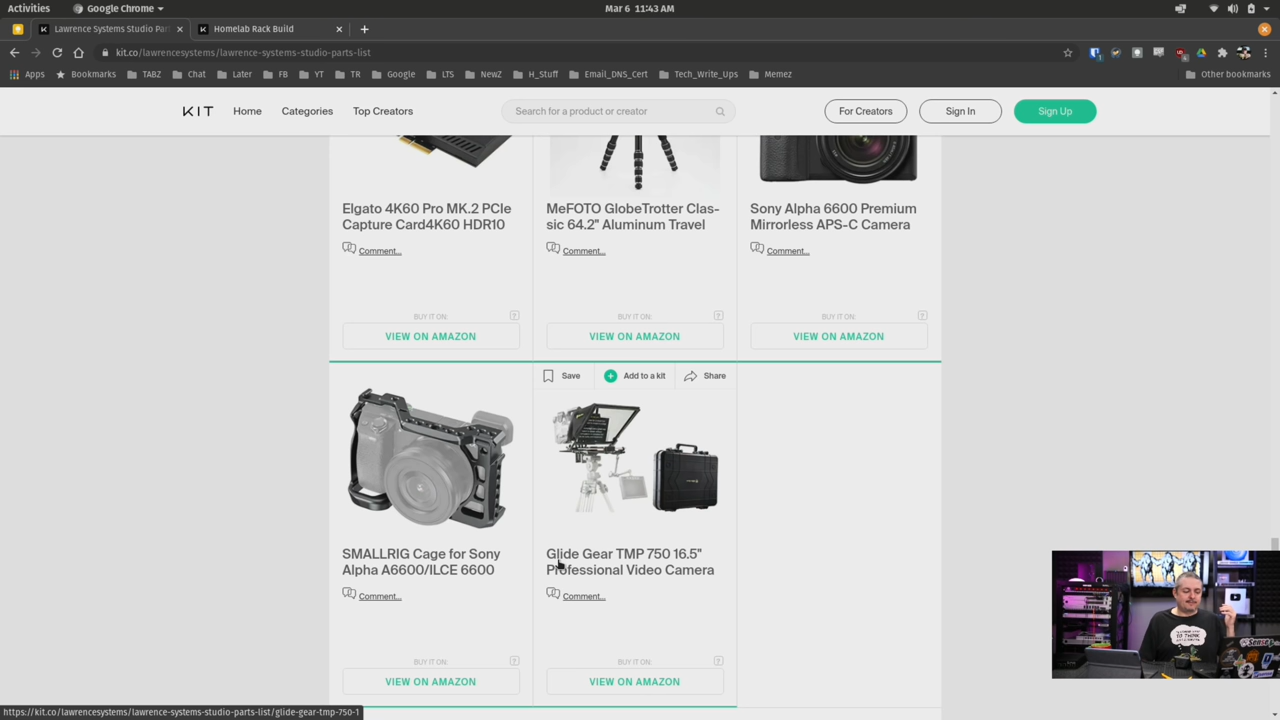 Activities
Google Chrome
Mar 6 11:43 AM
Lawrence Systems Studio Par
Homelab Rack Build
kit.co/lawrencesystems/lawrence-systems-studio-parts-list
Apps
Bookmarks
TABZ
Chat
Later
FB
YT
TR
Google
LTS
NewZ
H_Stuff
Email_DNS_Cert
Tech_Write_Ups
Memez
Other bookmarks
KIT
Home
Categories
Top Creators
Search for a product or creator
For Creators
Sign In
Sign Up
Elgato 4K60 Pro MK.2 PCIe
Capture Card4K60 HDR10
Comment...
BUY IT ON:
VIEW ON AMAZON
MeFOTO GlobeTrotter Clas-
sic 64.2" Aluminum Travel
Comment...
BUY IT ON:
VIEW ON AMAZON
Sony Alpha 6600 Premium
Mirrorless APS-C Camera
Comment...
BUY IT ON:
VIEW ON AMAZON
SMALLRIG Cage for Sony
Alpha A6600/ILCE 6600
Comment...
BUY IT ON:
VIEW ON AMAZON
Save
Add to a kit
Share
Glide Gear TMP 750 16.5"
Professional Video Camera
Comment...
BUY IT ON:
VIEW ON AMAZON
https://kit.co/lawrencesystems/lawrence-systems-studio-parts-list/glide-gear-tmp-750-1